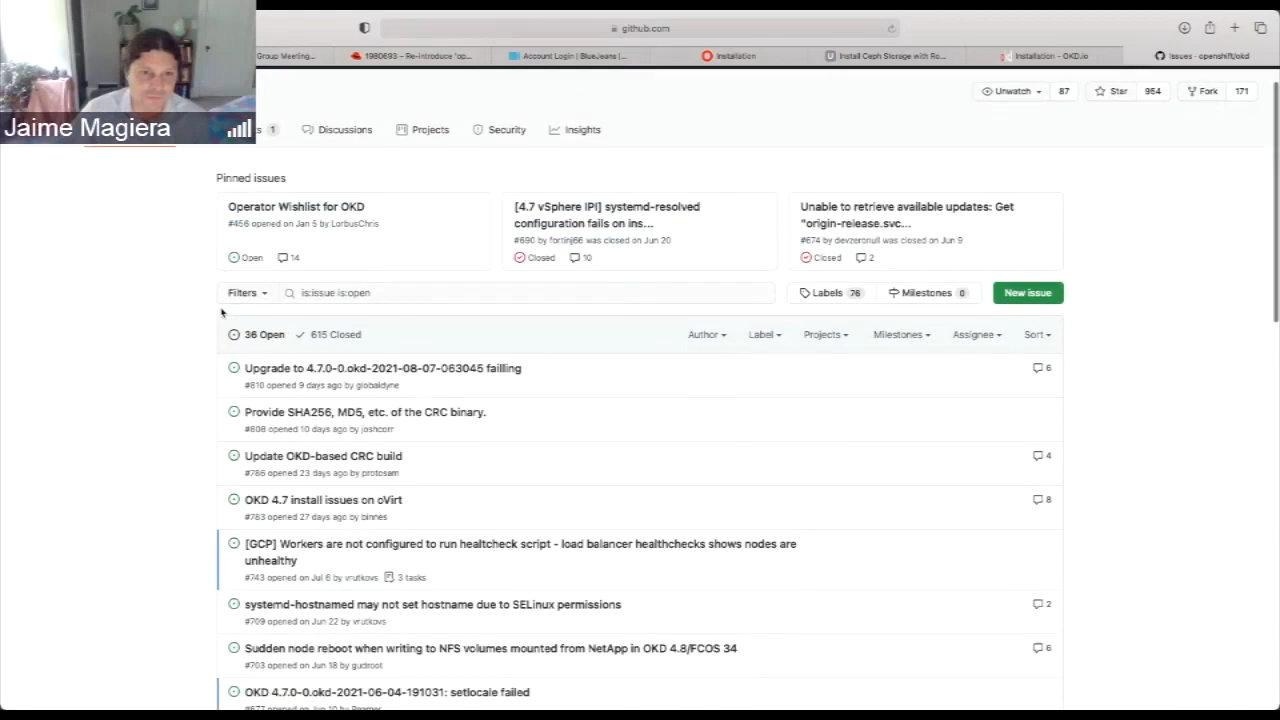 github.com
Group Meeting...
1980693 – Re-introduce 'op...
Account Login | BlueJeans |...
Installation
Install Ceph Storage with Ro...
Installation - OKD.io
Issues · openshift/okd
Jaime Magiera
Unwatch 87
Star 954
Fork 171
s 1
Discussions
Projects
Security
Insights
Pinned issues
Operator Wishlist for OKD
#456 opened on Jan 5 by LorbusChris
Open 14
[4.7 vSphere IPI] systemd-resolved
configuration fails on ins...
#690 by fortinj66 was closed on Jun 20
Closed 10
Unable to retrieve available updates: Get
"origin-release.svc...
#674 by devzeronull was closed on Jun 9
Closed 2
Filters
is:issue is:open
Labels 76
Milestones 0
New issue
36 Open
615 Closed
Author
Label
Projects
Milestones
Assignee
Sort
Upgrade to 4.7.0-0.okd-2021-08-07-063045 failling
6
#810 opened 9 days ago by globaldyne
Provide SHA256, MD5, etc. of the CRC binary.
#808 opened 10 days ago by joshcorr
Update OKD-based CRC build
4
#786 opened 23 days ago by protosam
OKD 4.7 install issues on oVirt
8
#783 opened 27 days ago by binnes
[GCP] Workers are not configured to run healtcheck script - load balancer healthchecks shows nodes are
unhealthy
#743 opened on Jul 6 by vrutkovs 3 tasks
systemd-hostnamed may not set hostname due to SELinux permissions
2
#709 opened on Jun 22 by vrutkovs
Sudden node reboot when writing to NFS volumes mounted from NetApp in OKD 4.8/FCOS 34
6
#703 opened on Jun 18 by gudroot
OKD 4.7.0-0.okd-2021-06-04-191031: setlocale failed